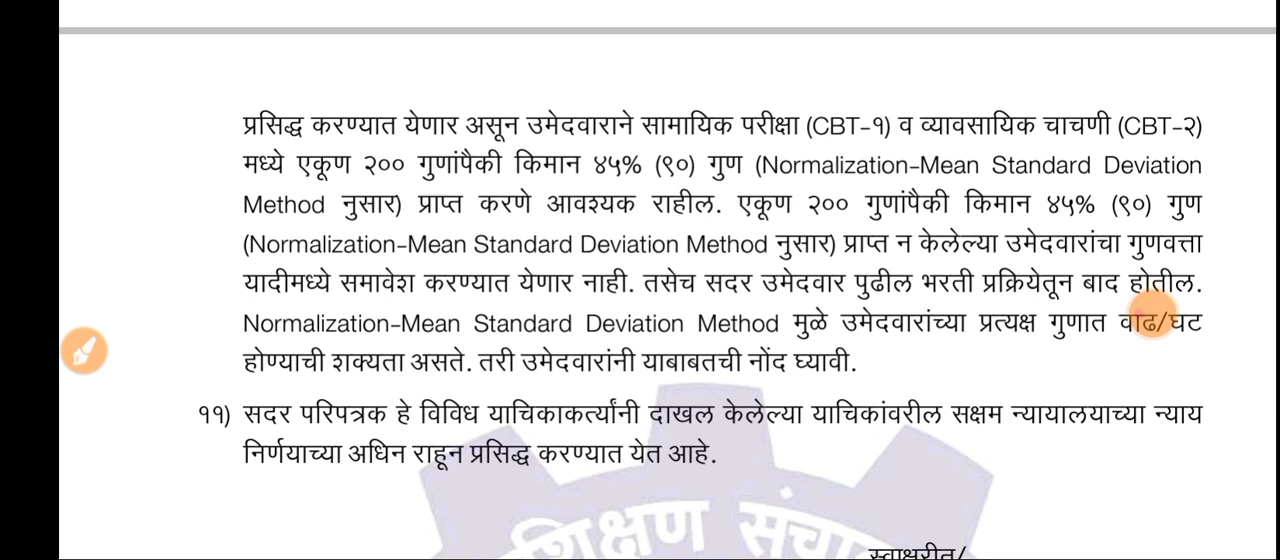 प्रसिद्ध करण्यात येणार असून उमेदवाराने सामायिक परीक्षा (CBT-१) व व्यावसायिक चाचणी (CBT-२)
मध्ये एकूण २०० गुणांपैकी किमान ४५% (९०) गुण (Normalization-Mean Standard Deviation
Method नुसार) प्राप्त करणे आवश्यक राहील. एकूण २०० गुणांपैकी किमान ४५% (९०) गुण
(Normalization-Mean Standard Deviation Method नुसार) प्राप्त न केलेल्या उमेदवारांचा गुणवत्ता
यादीमध्ये समावेश करण्यात येणार नाही. तसेच सदर उमेदवार पुढील भरती प्रक्रियेतून बाद होतील.
Normalization-Mean Standard Deviation Method मुळे उमेदवारांच्या प्रत्यक्ष गुणात वाढ/घट
होण्याची शक्यता असते. तरी उमेदवारांनी याबाबतची नोंद घ्यावी.
११) सदर परिपत्रक हे विविध याचिकाकर्त्यांनी दाखल केलेल्या याचिकांवरील सक्षम न्यायालयाच्या न्याय
निर्णयाच्या अधिन राहून प्रसिद्ध करण्यात येत आहे.
शिक्षण संचा
स्वाक्षरीत/